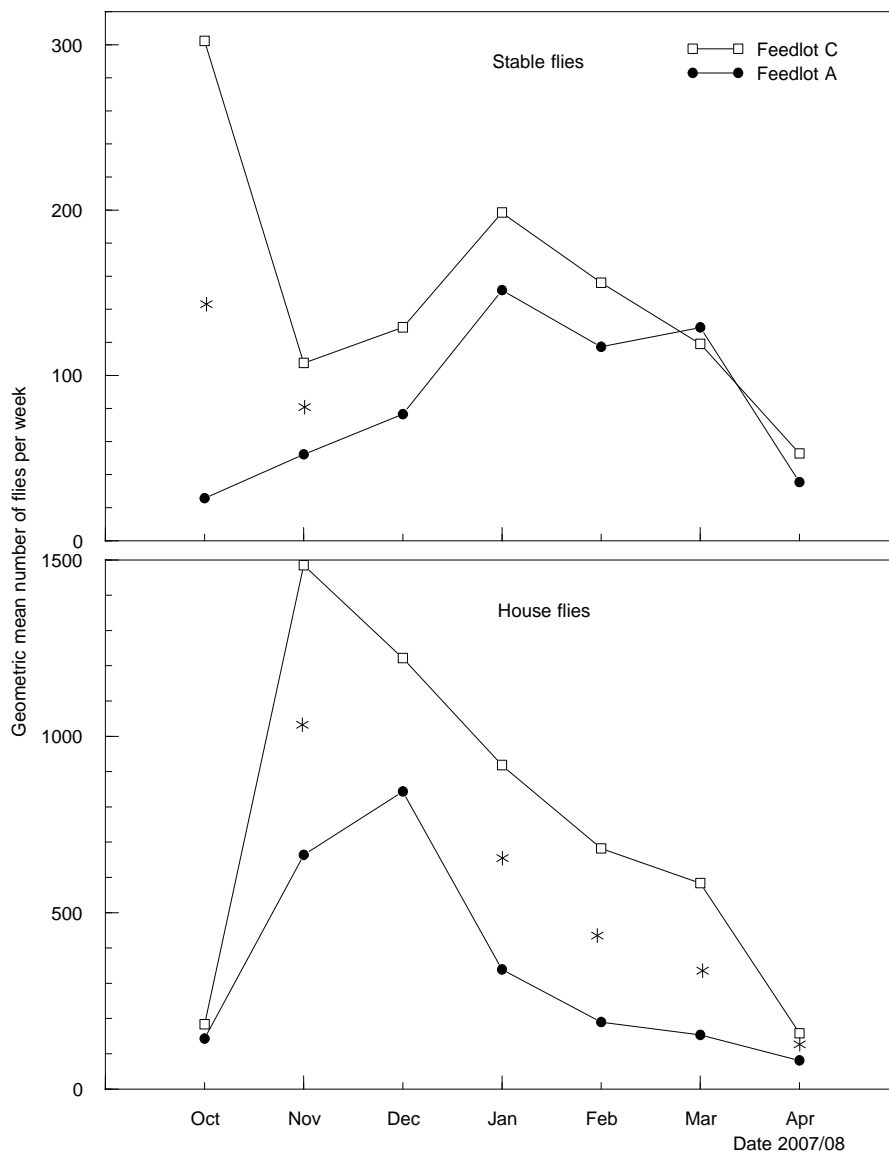 300
Stable flies
Feedlot C
Feedlot A
200
100
0
Geometric mean number of flies per week
1500
House flies
1000
500
0
Oct Nov Dec Jan Feb Mar Apr
Date 2007/08